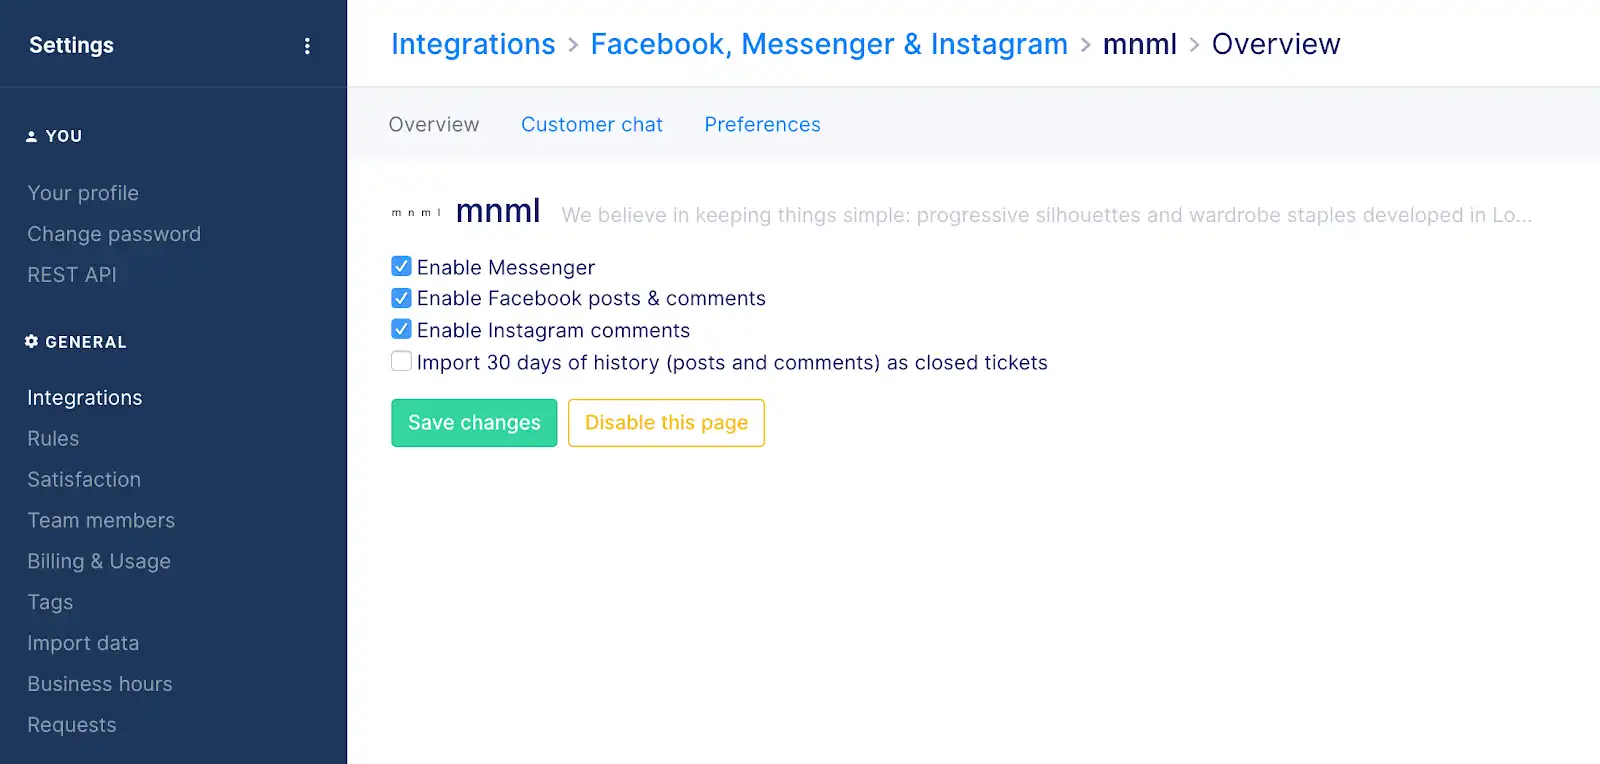 Settings
YOU
Your profile
Change password
REST API
GENERAL
Integrations
Rules
Satisfaction
Team members
Billing & Usage
Tags
Import data
Business hours
Requests
Integrations > Facebook, Messenger & Instagram > mnml > Overview
Overview Customer chat Preferences
m n m l mnml We believe in keeping things simple: progressive silhouettes and wardrobe staples developed in Lo...
Enable Messenger
Enable Facebook posts & comments
Enable Instagram comments
Import 30 days of history (posts and comments) as closed tickets
Save changes Disable this page